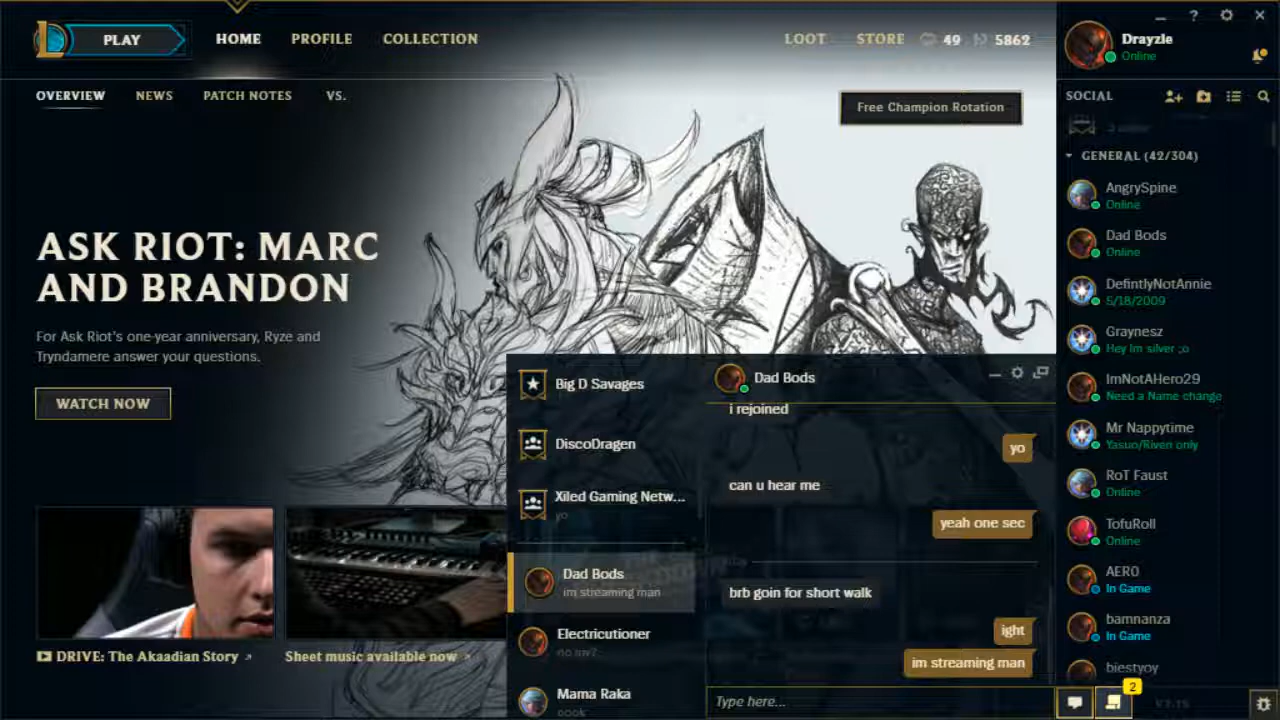 PLAY
HOME
PROFILE
COLLECTION
LOOT
STORE
49
5862
?
Drayzle
Online
OVERVIEW
NEWS
PATCH NOTES
VS.
Free Champion Rotation
ASK RIOT: MARC
AND BRANDON
For Ask Riot's one-year anniversary, Ryze and
Tryndamere answer your questions.
WATCH NOW
DRIVE: The Akaadian Story
Sheet music available now
Big D Savages
DiscoDragen
Xiled Gaming Netw...
yo
Dad Bods
im streaming man
Electricutioner
Mama Raka
oook
Dad Bods
i rejoined
yo
can u hear me
yeah one sec
brb goin for short walk
ight
im streaming man
Type here...
SOCIAL
GENERAL (42/304)
AngrySpine
Online
Dad Bods
Online
DefintlyNotAnnie
5/18/2009
Graynesz
Hey Im silver ;o
ImNotAHero29
Need a Name change
Mr Nappytime
Yasuo/Riven only
RoT Faust
Online
TofuRoll
Online
AERO
In Game
bamnanza
In Game
biestyoy
2